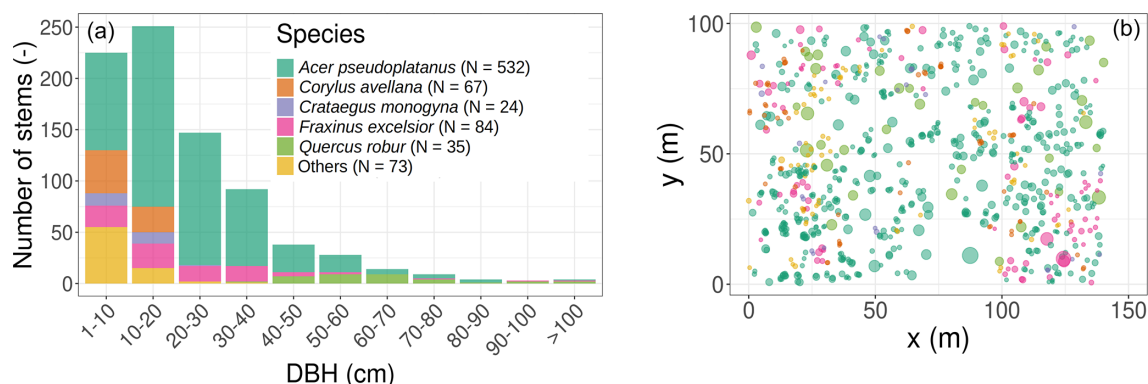 (a)
Number of stems (-)
250
200
150
100
50
0
Species
Acer pseudoplatanus (N = 532)
Corylus avellana (N = 67)
Crataegus monogyna (N = 24)
Fraxinus excelsior (N = 84)
Quercus robur (N = 35)
Others (N = 73)
1-10
10-20
20-30
30-40
40-50
50-60
60-70
70-80
80-90
90-100
>100
DBH (cm)
(b)
y (m)
100
50
0
0
50
100
150
x (m)